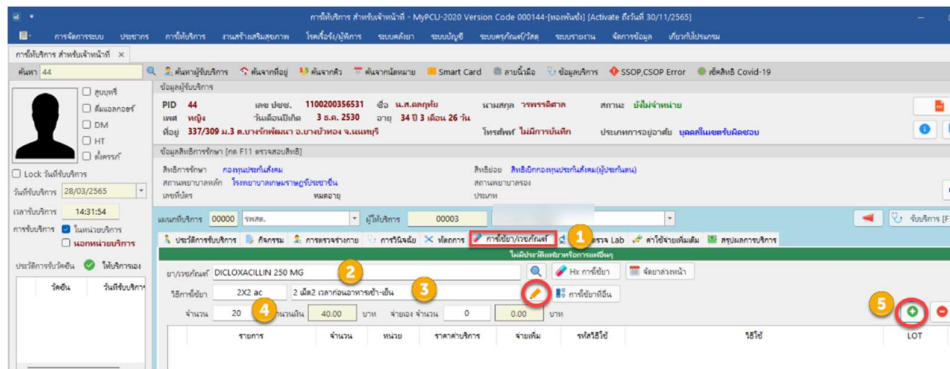 การให้บริการ สำหรับเจ้าหน้าที่ - MyPCU-2020 Version Code 000144-[หอพันชั่ง] [Activate ถึงวันที่ 30/11/2565]
การจัดการระบบ ประชากร การให้บริการ งานสร้างเสริมสุขภาพ โรคเรื้อรัง/ผู้พิการ ระบบคลังยา ระบบบัญชี ระบบครุภัณฑ์/วัสดุ ระบบรายงาน จัดการข้อมูล เกี่ยวกับโปรแกรม
การให้บริการ สำหรับเจ้าหน้าที่ ×
ค้นหา 44 ค้นหาผู้รับบริการ ค้นจากที่อยู่ ค้นจากคิว ค้นจากนัดหมาย Smart Card ลายนิ้วมือ ข้อมูลบริการ SSOP,CSOP Error เช็คสิทธิ Covid-19
สูบบุหรี่
ดื่มแอลกอฮอร์
DM
HT
ตั้งครรภ์
Lock วันที่รับบริการ
วันที่รับบริการ 28/03/2565
เวลารับบริการ 14:31:54
การรับบริการ ในหน่วยบริการ
นอกหน่วยบริการ
ประวัติการรับวัคซีน ให้บริการเอง
วัคซีน วันที่รับบริการ
ข้อมูลผู้รับบริการ
PID 44 เลข ปชช. 1100200356531 ชื่อ น.ส.ดลฤทัย นามสกุล วรพรรดิศาล สถานะ ยังไม่จำหน่าย
เพศ หญิง วันเดือนปีเกิด 3 ธ.ค. 2530 อายุ 34 ปี 3 เดือน 26 วัน
ที่อยู่ 337/309 ม.3 ต.บางรักพัฒนา อ.บางบัวทอง จ.นนทบุรี โทรศัพท์ ไม่มีการบันทึก ประเภทการอยู่อาศัย บุคคลในเขตรับผิดชอบ
ข้อมูลสิทธิการรักษา [กด F11 ตรวจสอบสิทธิ]
สิทธิการรักษา กองทุนประกันสังคม สิทธิย่อย สิทธิเบิกกองทุนประกันสังคม(ผู้ประกันตน)
สถานพยาบาลหลัก โรงพยาบาลเกษมราษฎร์ประชาชื่น สถานพยาบาลรอง
เลขที่บัตร หมดอายุ ประเภท
แผนกที่บริการ 00000 รพสต. ผู้ให้บริการ 00003 รับบริการ [F
ประวัติการรับบริการ กิจกรรม การตรวจร่างกาย การวินิจฉัย หัตถการ การใช้ยา/เวชภัณฑ์ 1 ตรวจ Lab ค่าใช้จ่ายเพิ่มเติม สรุปผลการบริการ
ไม่มีประวัติแพ้ยาหรือการแพ้อื่นๆ
ยา/เวชภัณฑ์ DICLOXACILLIN 250 MG 2 Hx การใช้ยา จัดยาล่วงหน้า
วิธีการใช้ยา 2X2 ac 2 เม็ด2 เวลาก่อนอาหารเช้า-เย็น 3 การใช้ยาที่อื่น
จำนวน 20 4 จำนวนเงิน 40.00 บาท จ่ายเอง จำนวน 0 0.00 บาท 5
รายการ จำนวน หน่วย ราคาค่าบริการ จ่ายเพิ่ม รหัสวิธีใช้ วิธีใช้ LOT